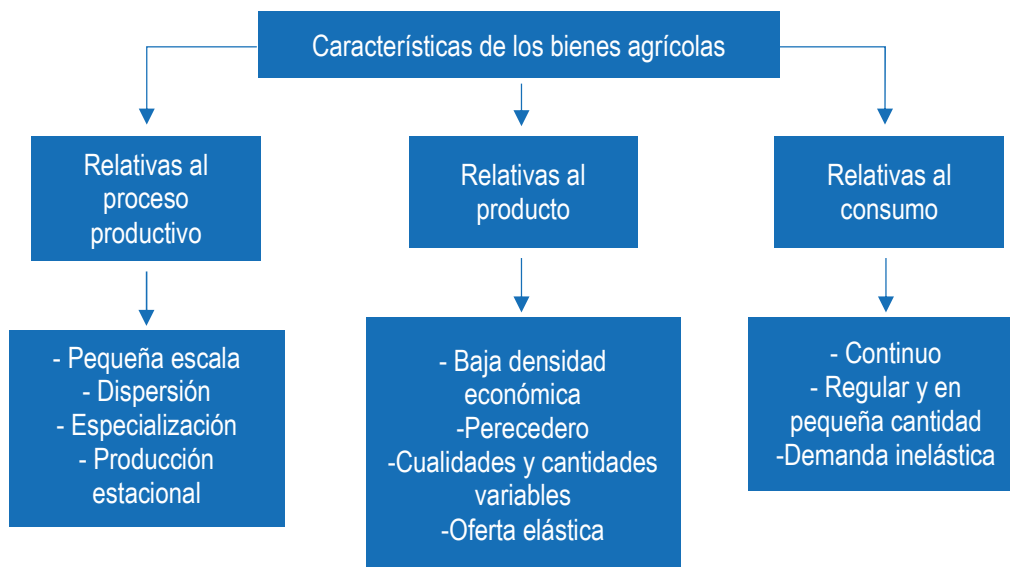 Características de los bienes agrícolas
Relativas al
proceso
productivo
Relativas al
producto
Relativas al
consumo
- Pequeña escala
- Dispersión
- Especialización
- Producción
estacional
- Baja densidad
económica
-Perecedero
-Cualidades y cantidades
variables
-Oferta elástica
- Continuo
- Regular y en
pequeña cantidad
-Demanda inelástica